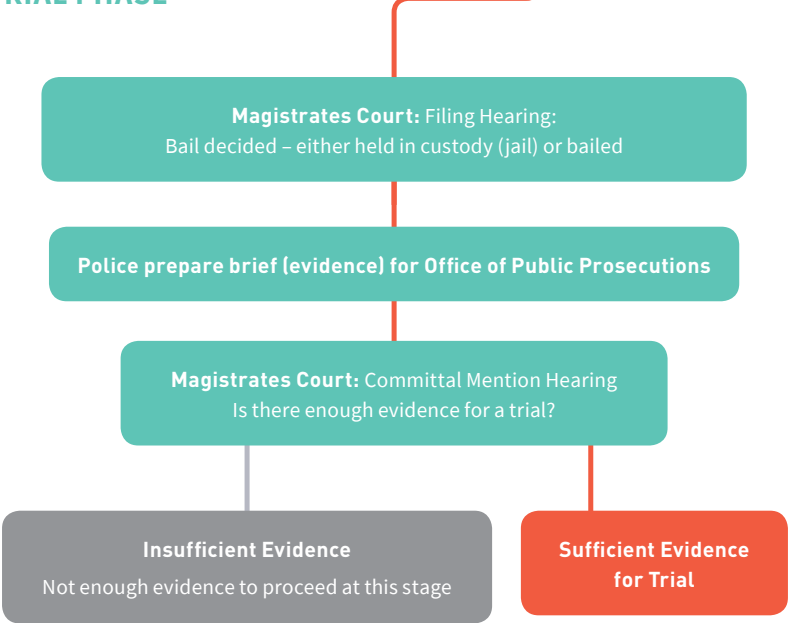 PHASE
Magistrates Court: Filing Hearing:
Bail decided – either held in custody (jail) or bailed
Police prepare brief (evidence) for Office of Public Prosecutions
Magistrates Court: Committal Mention Hearing
Is there enough evidence for a trial?
Insufficient Evidence
Not enough evidence to proceed at this stage
Sufficient Evidence
for Trial